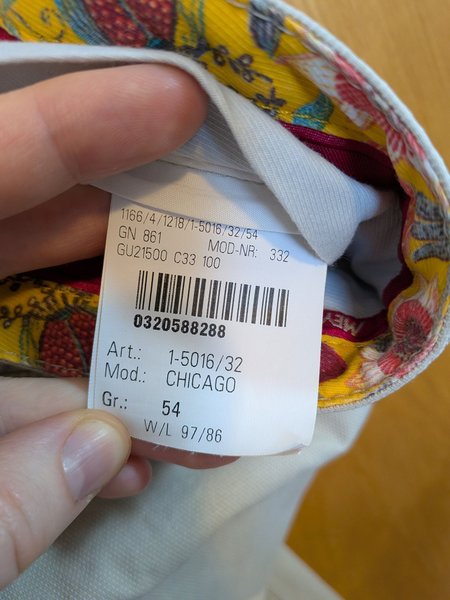 1166/4/1218/1-5016/32/54
GN 861 MOD-NR: 332
GU21500 C33 100
0320588288
Art.: 1-5016/32
Mod.: CHICAGO
Gr.: 54
W/L 97/86
MEY